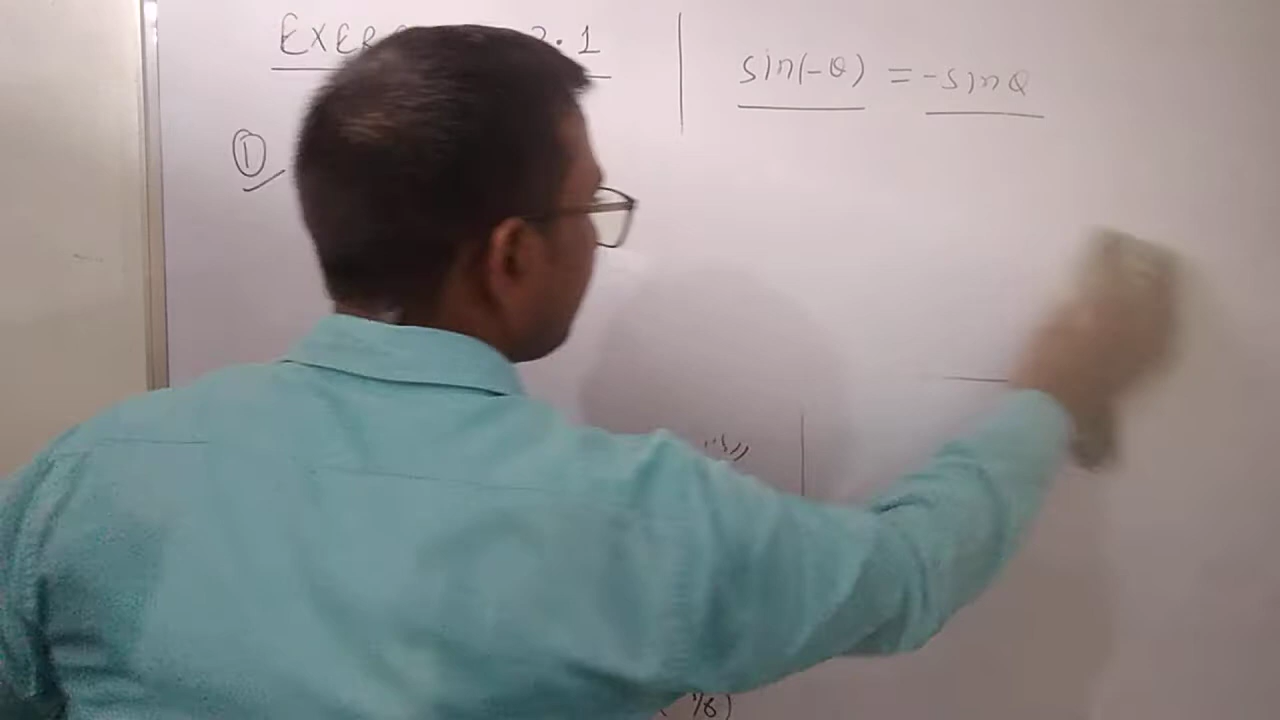 EXER 2.1
①
sin(-θ) = -sinθ